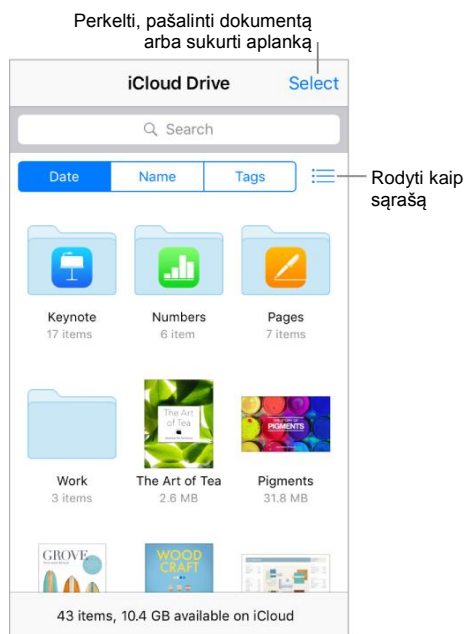 Perkelti, pašalinti dokumentą
arba sukurti aplanką
iCloud Drive Select
Search
Date Name Tags
Rodyti kaip
sąrašą
Keynote Numbers Pages
17 items 6 item 7 items
The Art
of Tea
PIGMENTS
Work The Art of Tea Pigments
3 items 2.6 MB 31.8 MB
GROVE WOOD
CRAFT
43 items, 10.4 GB available on iCloud